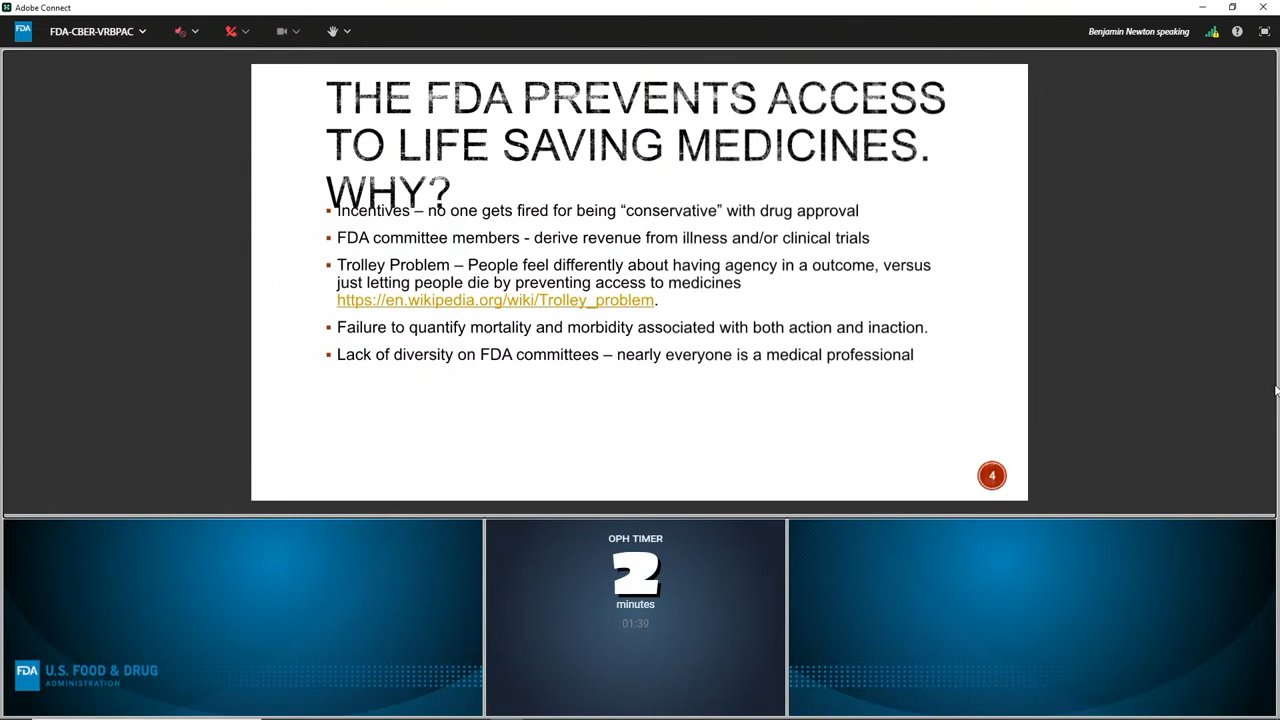 Adobe Connect
FDA
FDA-CBER-VRBPAC
Benjamin Newton speaking
THE FDA PREVENTS ACCESS
TO LIFE SAVING MEDICINES.
WHY?
▪ Incentives – no one gets fired for being “conservative” with drug approval
▪ FDA committee members - derive revenue from illness and/or clinical trials
▪ Trolley Problem – People feel differently about having agency in a outcome, versus
just letting people die by preventing access to medicines
https://en.wikipedia.org/wiki/Trolley_problem.
▪ Failure to quantify mortality and morbidity associated with both action and inaction.
▪ Lack of diversity on FDA committees – nearly everyone is a medical professional
4
OPH TIMER
2
minutes
01:39
FDA U.S. FOOD & DRUG
ADMINISTRATION